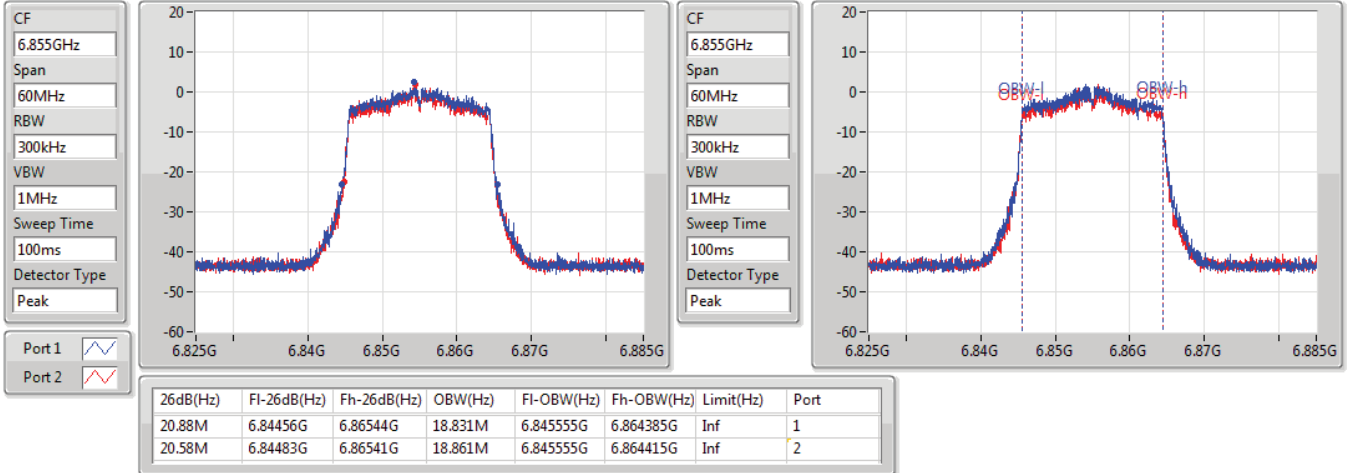 CF
6.855GHz
Span
60MHz
RBW
300kHz
VBW
1MHz
Sweep Time
100ms
Detector Type
Peak
Port 1
Port 2
20
10
0
-10
-20
-30
-40
-50
-60
6.825G 6.84G 6.85G 6.86G 6.87G 6.885G
CF
6.855GHz
Span
60MHz
RBW
300kHz
VBW
1MHz
Sweep Time
100ms
Detector Type
Peak
20
10
0
-10
-20
-30
-40
-50
-60
OBW-l OBW-h
OBW-l OBW-h
6.825G 6.84G 6.85G 6.86G 6.87G 6.885G
26dB(Hz) Fl-26dB(Hz) Fh-26dB(Hz) OBW(Hz) Fl-OBW(Hz) Fh-OBW(Hz) Limit(Hz) Port
20.88M 6.84456G 6.86544G 18.831M 6.845555G 6.864385G Inf 1
20.58M 6.84483G 6.86541G 18.861M 6.845555G 6.864415G Inf 2